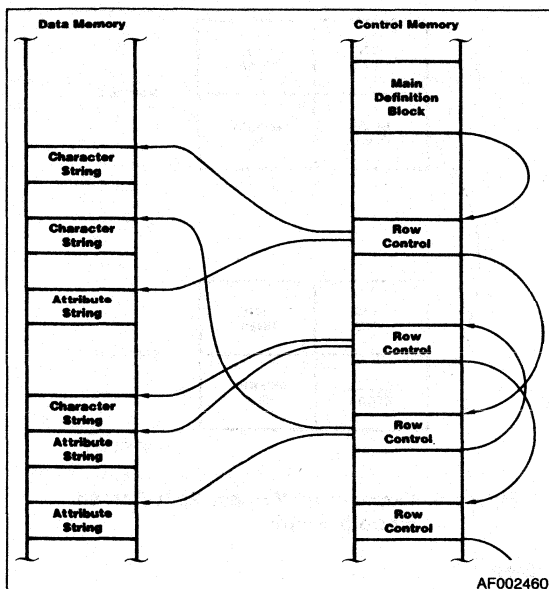 Data Memory
Control Memory
Main
Definition
Block
Character
String
Character
String
Attribute
String
Character
String
Attribute
String
Attribute
String
Row
Control
Row
Control
Row
Control
Row
Control
AF002460